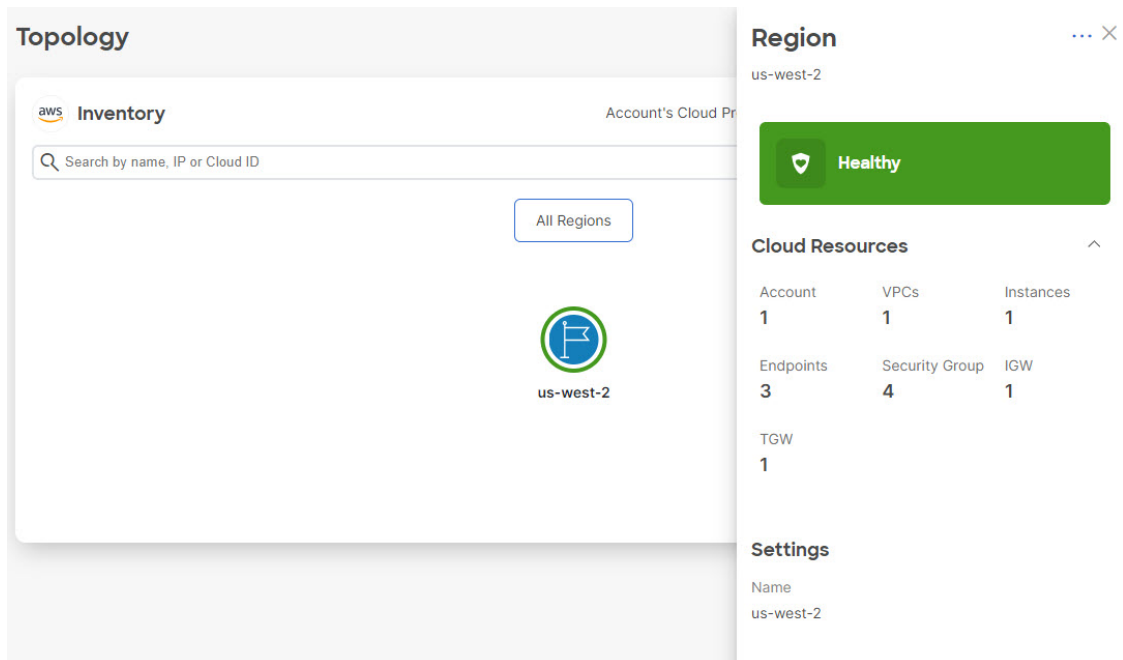 Topology
aws Inventory
Account's Cloud Pr
Search by name, IP or Cloud ID
All Regions
us-west-2
Region
...
us-west-2
Healthy
Cloud Resources
Account VPCs Instances
1 1 1
Endpoints Security Group IGW
3 4 1
TGW
1
Settings
Name
us-west-2